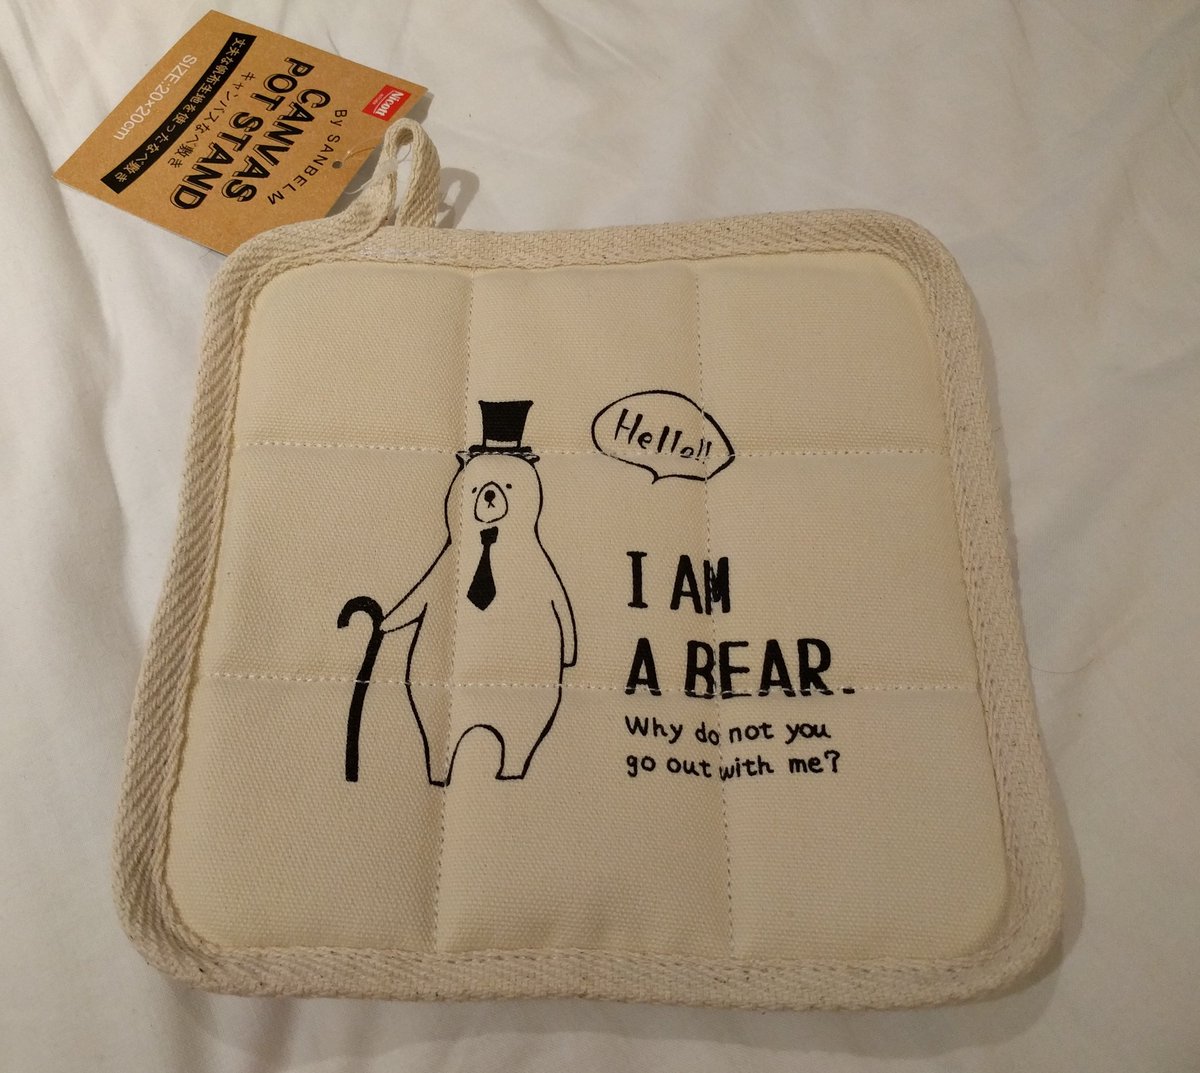 Nicott
BY SANBELM
CANVAS
POT STAND
キャンバスなべ敷き
丈夫な帆布生地を使ったなべ敷き
SIZE:20×20cm
Hello!!
I AM
A BEAR.
Why do not you
go out with me?